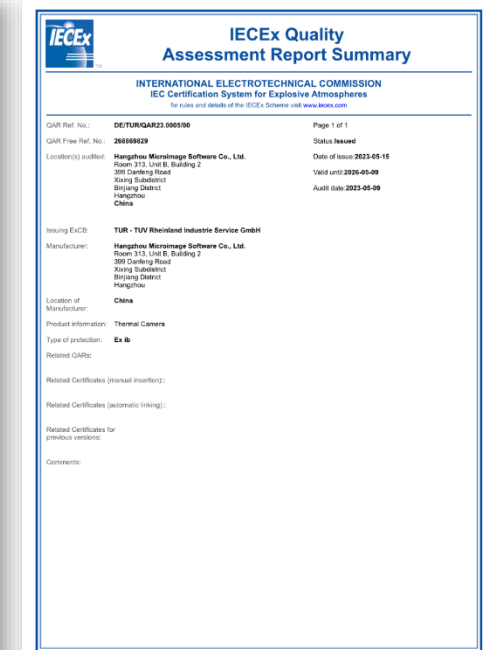 IECEx
TM
IECEx Quality
Assessment Report Summary
INTERNATIONAL ELECTROTECHNICAL COMMISSION
IEC Certification System for Explosive Atmospheres
for rules and details of the IECEx Scheme visit www.iecex.com
QAR Ref. No.: DE/TUR/QAR23.0005/00 Page 1 of 1
QAR Free Ref. No.: 268869829 Status:Issued
Location(s) audited: Hangzhou Microimage Software Co., Ltd. Date of issue:2023-05-15
Room 313, Unit B, Building 2
399 Danfeng Road Valid until:2026-05-09
Xixing Subdistrict
Binjiang District Audit date:2023-05-09
Hangzhou
China
Issuing ExCB: TUR - TUV Rheinland Industrie Service GmbH
Manufacturer: Hangzhou Microimage Software Co., Ltd.
Room 313, Unit B, Building 2
399 Danfeng Road
Xixing Subdistrict
Binjiang District
Hangzhou
Location of China
Manufacturer:
Product information: Thermal Camera
Type of protection: Ex ib
Related QARs:
Related Certificates (manual insertion)::
Related Certificates (automatic linking)::
Related Certificates for
previous versions:
Comments: